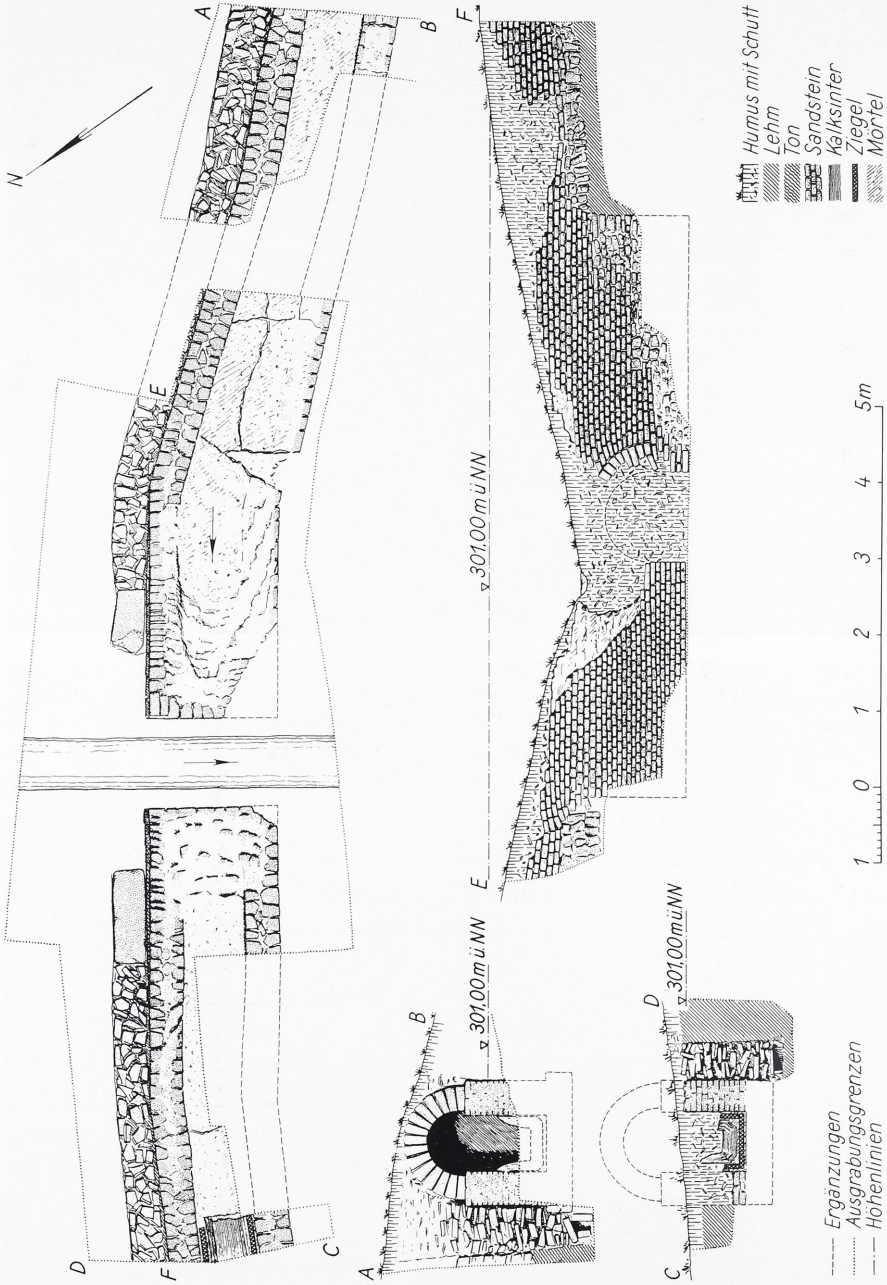 N
A
B
E
D
F
C
F
▽ 301,00 m ü NN
E
A
B
▽ 301,00 m ü NN
C
D
▽ 301,00 m ü NN
Humus mit Schutt
Lehm
Ton
Sandstein
Kalksinter
Ziegel
Mörtel
1 0 1 2 3 4 5m
Ergänzungen
Ausgrabungsgrenzen
Höhenlinien